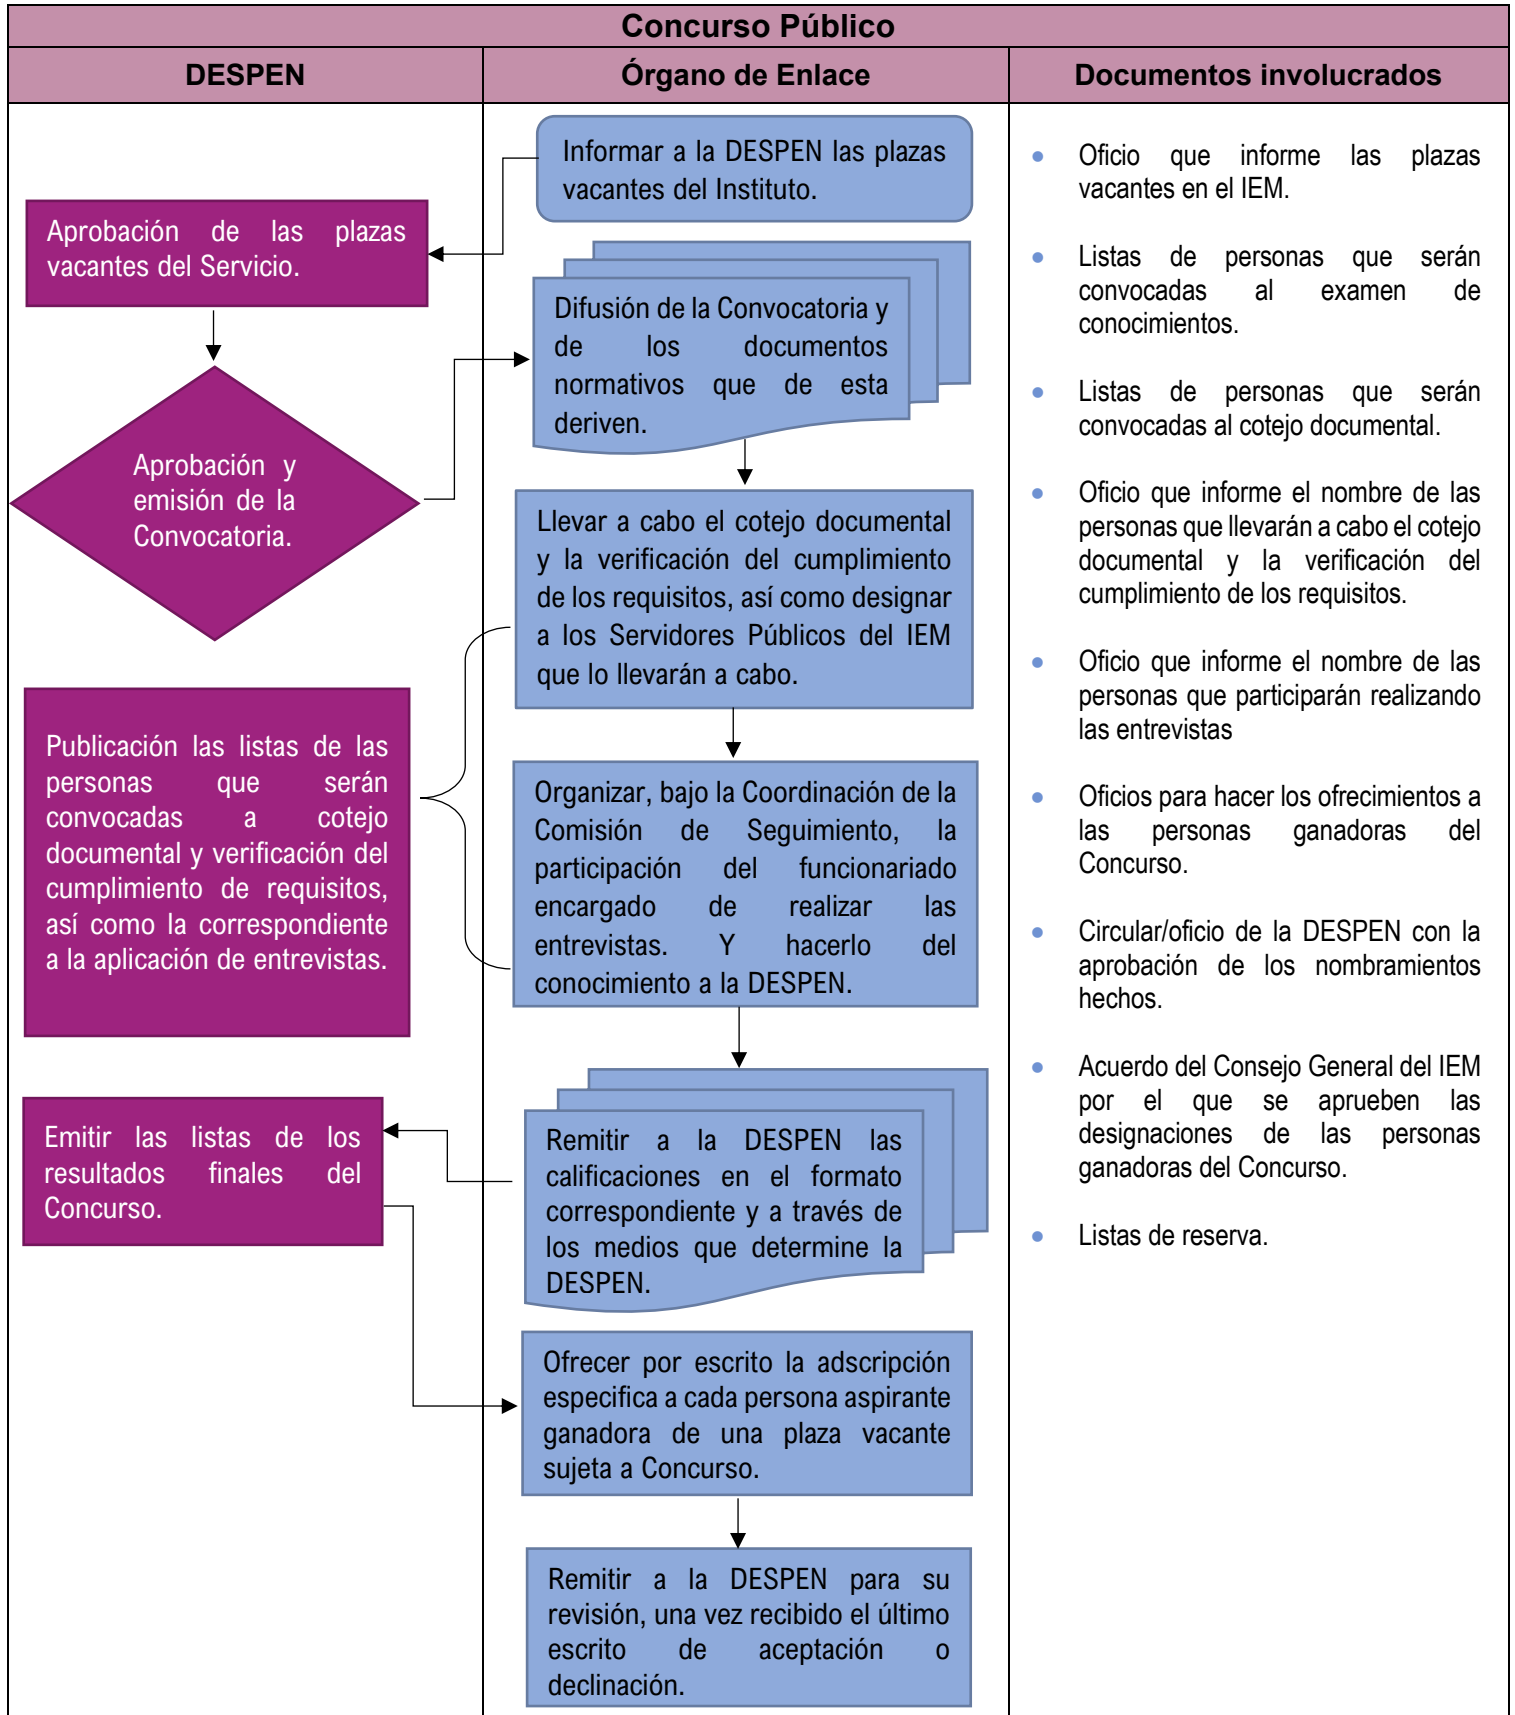 Concurso Público
DESPEN
Órgano de Enlace
Documentos involucrados
Informar a la DESPEN las plazas
vacantes del Instituto.
Aprobación de las plazas
vacantes del Servicio.
Aprobación y
emisión de la
Convocatoria.
Difusión de la Convocatoria y
de los documentos
normativos que de esta
deriven.
Llevar a cabo el cotejo documental
y la verificación del cumplimiento
de los requisitos, así como designar
a los Servidores Públicos del IEM
que lo llevarán a cabo.
Publicación las listas de las
personas que serán
convocadas a cotejo
documental y verificación del
cumplimiento de requisitos,
así como la correspondiente
a la aplicación de entrevistas.
Organizar, bajo la Coordinación de la
Comisión de Seguimiento, la
participación del funcionariado
encargado de realizar las
entrevistas. Y hacerlo del
conocimiento a la DESPEN.
Remitir a la DESPEN las
calificaciones en el formato
correspondiente y a través de
los medios que determine la
DESPEN.
Emitir las listas de los
resultados finales del
Concurso.
Ofrecer por escrito la adscripción
especifica a cada persona aspirante
ganadora de una plaza vacante
sujeta a Concurso.
Remitir a la DESPEN para su
revisión, una vez recibido el último
escrito de aceptación o
declinación.
• Oficio que informe las plazas
vacantes en el IEM.
• Listas de personas que serán
convocadas al examen de
conocimientos.
• Listas de personas que serán
convocadas al cotejo documental.
• Oficio que informe el nombre de las
personas que llevarán a cabo el cotejo
documental y la verificación del
cumplimiento de los requisitos.
• Oficio que informe el nombre de las
personas que participarán realizando
las entrevistas
• Oficios para hacer los ofrecimientos a
las personas ganadoras del
Concurso.
• Circular/oficio de la DESPEN con la
aprobación de los nombramientos
hechos.
• Acuerdo del Consejo General del IEM
por el que se aprueben las
designaciones de las personas
ganadoras del Concurso.
• Listas de reserva.